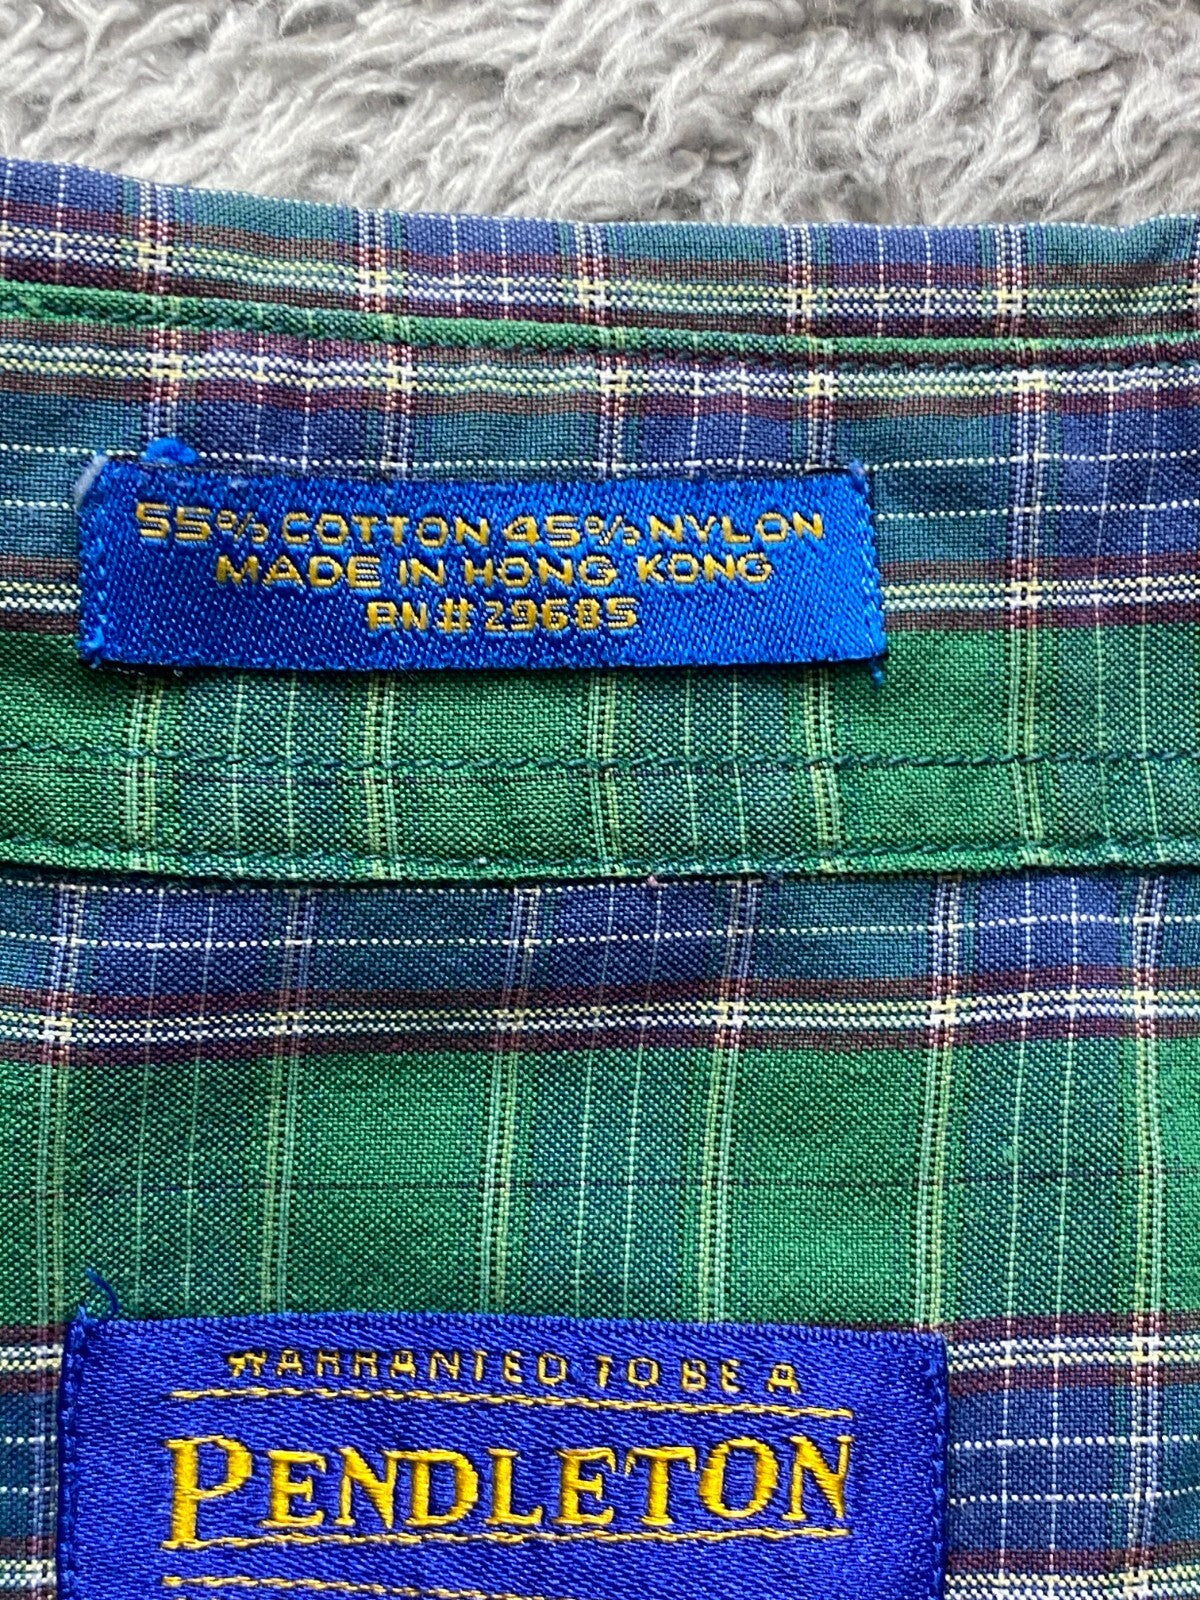 55% COTTON 45% NYLON
MADE IN HONG KONG
RN# 29685
WARRANTED TO BE A
PENDLETON